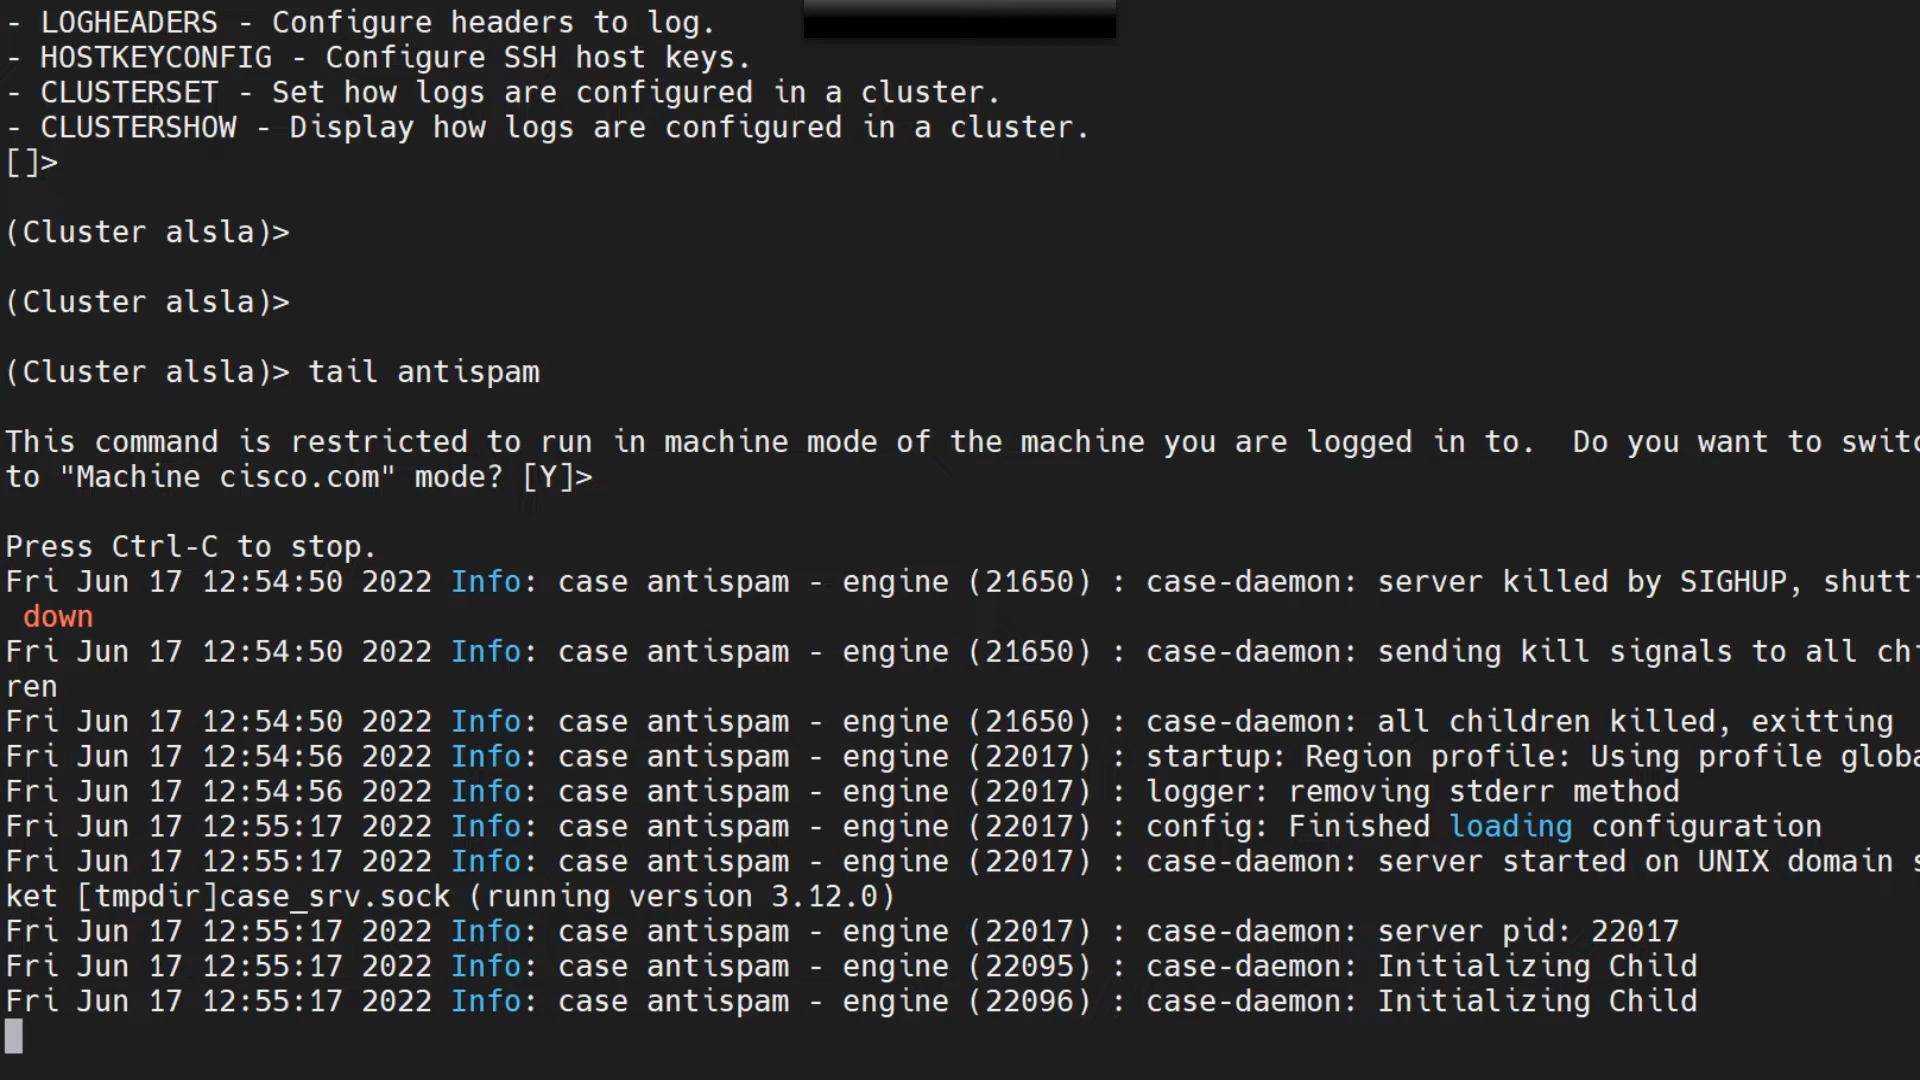 - LOGHEADERS - Configure headers to log.
- HOSTKEYCONFIG - Configure SSH host keys.
- CLUSTERSET - Set how logs are configured in a cluster.
- CLUSTERSHOW - Display how logs are configured in a cluster.
[]>
(Cluster alsla)>
(Cluster alsla)>
(Cluster alsla)> tail antispam
This command is restricted to run in machine mode of the machine you are logged in to.  Do you want to switc
to "Machine cisco.com" mode? [Y]>
Press Ctrl-C to stop.
Fri Jun 17 12:54:50 2022 Info: case antispam - engine (21650) : case-daemon: server killed by SIGHUP, shutti
down
Fri Jun 17 12:54:50 2022 Info: case antispam - engine (21650) : case-daemon: sending kill signals to all chi
ren
Fri Jun 17 12:54:50 2022 Info: case antispam - engine (21650) : case-daemon: all children killed, exitting
Fri Jun 17 12:54:56 2022 Info: case antispam - engine (22017) : startup: Region profile: Using profile globa
Fri Jun 17 12:54:56 2022 Info: case antispam - engine (22017) : logger: removing stderr method
Fri Jun 17 12:55:17 2022 Info: case antispam - engine (22017) : config: Finished loading configuration
Fri Jun 17 12:55:17 2022 Info: case antispam - engine (22017) : case-daemon: server started on UNIX domain s
ket [tmpdir]case_srv.sock (running version 3.12.0)
Fri Jun 17 12:55:17 2022 Info: case antispam - engine (22017) : case-daemon: server pid: 22017
Fri Jun 17 12:55:17 2022 Info: case antispam - engine (22095) : case-daemon: Initializing Child
Fri Jun 17 12:55:17 2022 Info: case antispam - engine (22096) : case-daemon: Initializing Child